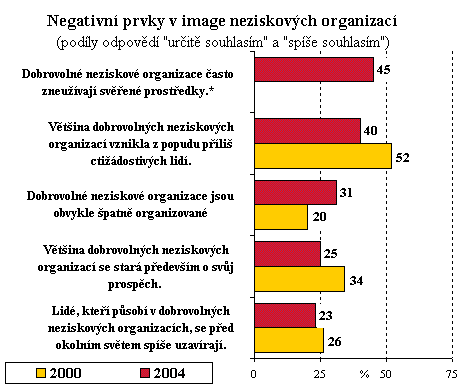 Negativní prvky v image neziskových organizací
(podíly odpovědí "určitě souhlasím" a "spíše souhlasím")
Dobrovolné neziskové organizace často
zneužívají svěřené prostředky.*
45
Většina dobrovolných neziskových
organizací vznikla z popudu příliš
ctižádostivých lidí.
40
52
Dobrovolné neziskové organizace jsou
obvykle špatně organizované
31
20
Většina dobrovolných neziskových
organizací se stará především o svůj
prospěch.
25
34
Lidé, kteří působí v dobrovolných
neziskových organizacích, se před
okolním světem spíše uzavírají.
23
26
0 25 % 50 75
2000 2004